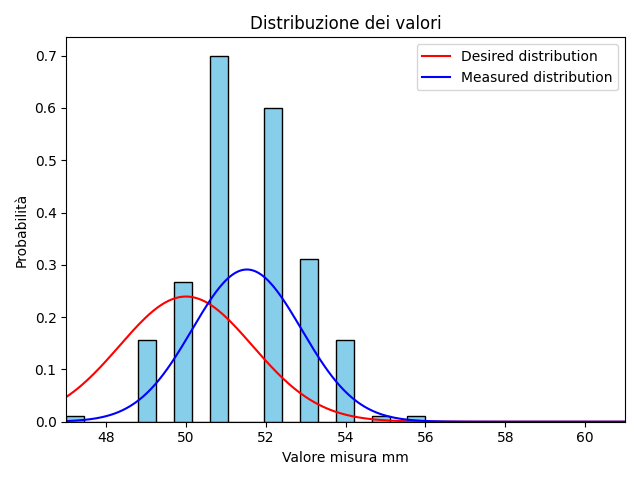 Distribuzione dei valori
Desired distribution
Measured distribution
Probabilità
0.7
0.6
0.5
0.4
0.3
0.2
0.1
0.0
48 50 52 54 56 58 60
Valore misura mm